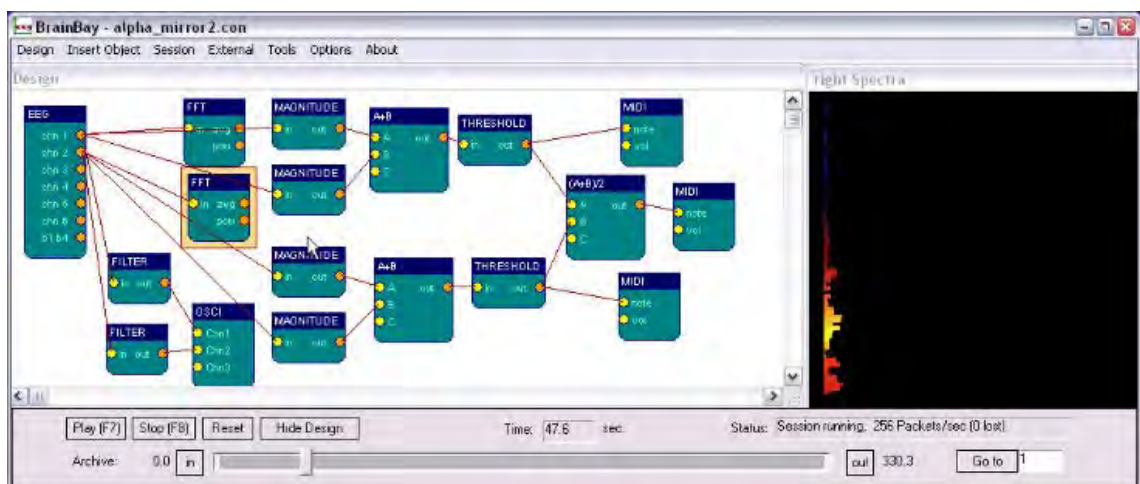 BrainBay - alpha_mirror2.con
Design Insert Object Session External Tools Options About
Design
EEG
chn 1
chn 2
chn 3
chn 4
chn 5
chn 6
b1b4
FFT
in avg
pow
FFT
in avg
pow
MAGNITUDE
in out
MAGNITUDE
in out
MAGNITUDE
in out
MAGNITUDE
in out
A+B
A out
B
C
A+B
A out
B
C
THRESHOLD
in out
THRESHOLD
in out
MIDI
note
vol
(A+B)/2
A out
B
C
MIDI
note
vol
MIDI
note
vol
FILTER
in out
FILTER
in out
OSCI
Chn1
Chn2
Chn3
right Spectra
Play (F7) Stop (F8) Reset Hide Design Time: 47.6 sec. Status: Session running. 256 Packets/sec (0 lost)
Archive: 0.0 in out 330.3 Go to 1